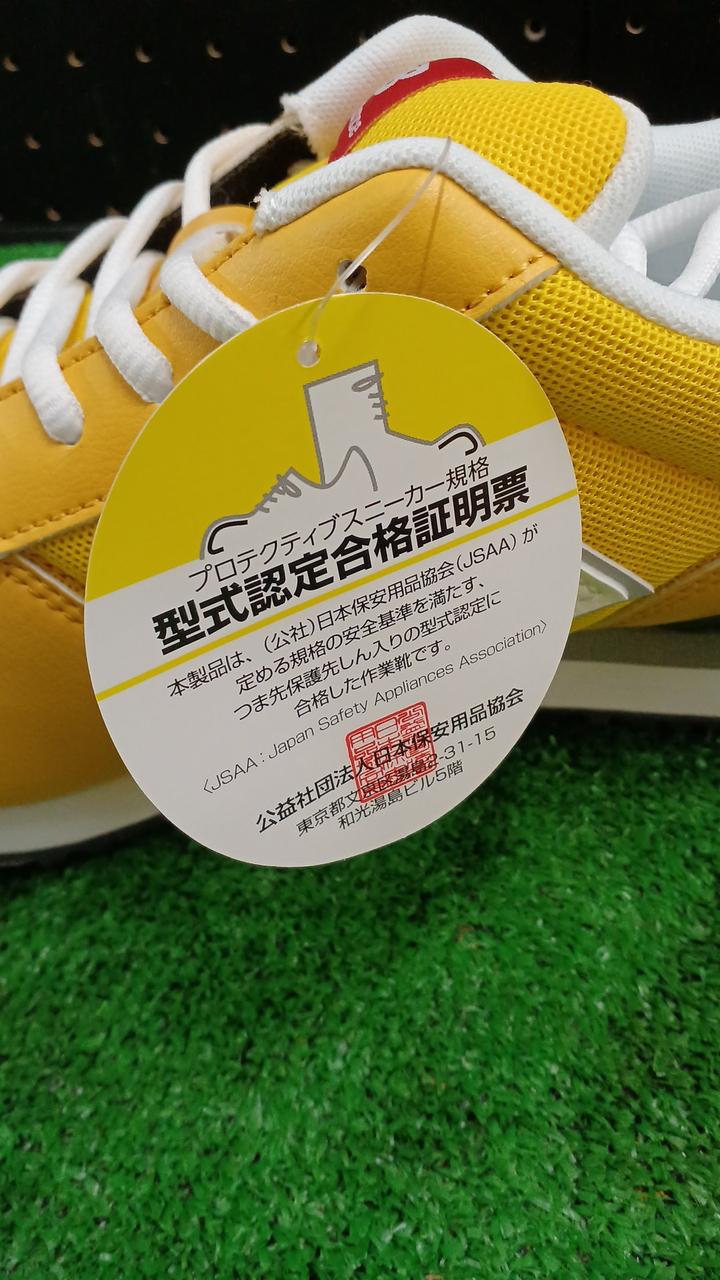 プロテクティブスニーカー規格
型式認定合格証明票
本製品は、(公社)日本保安用品協会(JSAA) が
定める規格の安全基準を満たす、
つま先保護先しん入りの型式認定に
合格した作業靴です。
〈JSAA : Japan Safety Appliances Association〉
公益社団法人日本保安用品協会
東京都文京区湯島2-31-15
和光湯島ビル5階